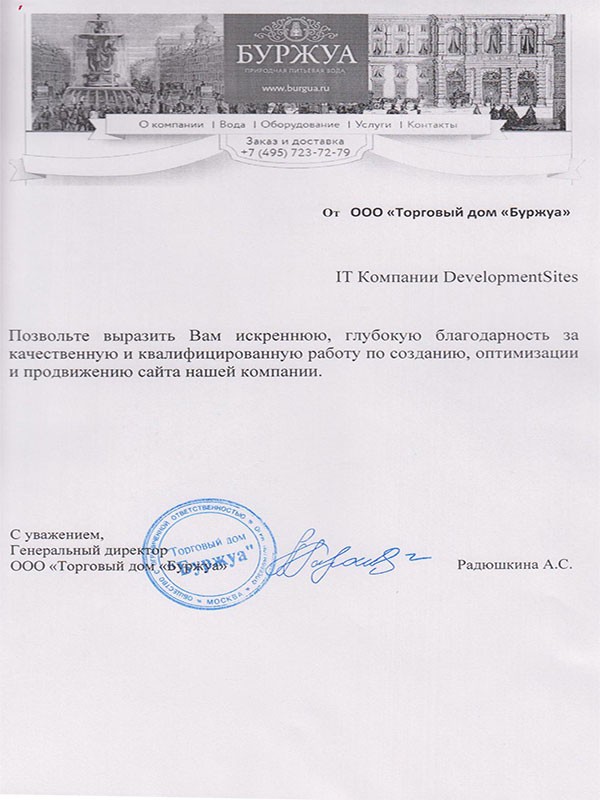 БУРЖУА
ПРИРОДНАЯ ПИТЬЕВАЯ ВОДА
www.burgua.ru
О компании | Вода | Оборудование | Услуги | Контакты
Заказ и доставка
+7 (495) 723-72-79
От ООО «Торговый дом «Буржуа»
IT Компании DevelopmentSites
Позвольте выразить Вам искреннюю, глубокую благодарность за
качественную и квалифицированную работу по созданию, оптимизации
и продвижению сайта нашей компании.
С уважением,
Генеральный директор
ООО «Торговый дом «Буржуа»
Радюшкина А.С.
ОБЩЕСТВО С ОГРАНИЧЕННОЙ ОТВЕТСТВЕННОСТЬЮ
Торговый дом
"Буржуа"
* МОСКВА *